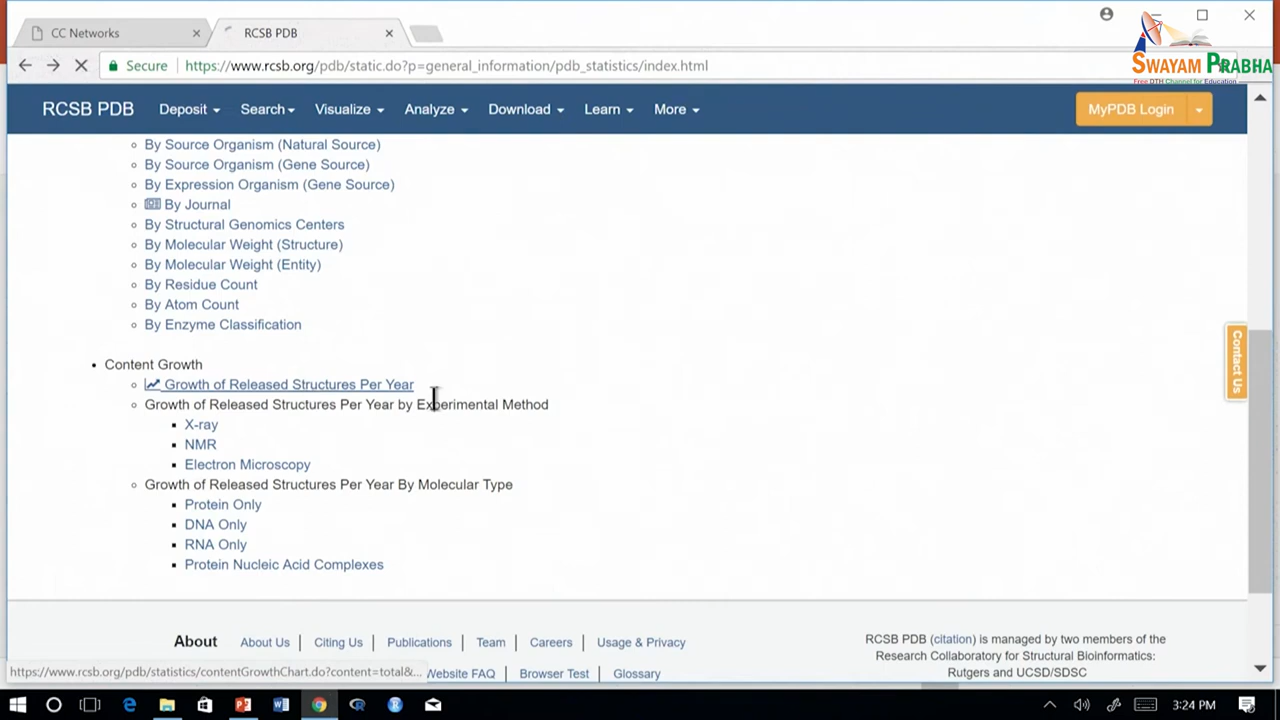 CC Networks
RCSB PDB
Secure https://www.rcsb.org/pdb/static.do?p=general_information/pdb_statistics/index.html
SWAYAM PRABHA
Free DTH Channel for Education
RCSB PDB Deposit Search Visualize Analyze Download Learn More MyPDB Login
By Source Organism (Natural Source)
By Source Organism (Gene Source)
By Expression Organism (Gene Source)
By Journal
By Structural Genomics Centers
By Molecular Weight (Structure)
By Molecular Weight (Entity)
By Residue Count
By Atom Count
By Enzyme Classification
Contact Us
Content Growth
Growth of Released Structures Per Year
Growth of Released Structures Per Year by Experimental Method
X-ray
NMR
Electron Microscopy
Growth of Released Structures Per Year By Molecular Type
Protein Only
DNA Only
RNA Only
Protein Nucleic Acid Complexes
About About Us Citing Us Publications Team Careers Usage & Privacy
Website FAQ Browser Test Glossary
RCSB PDB (citation) is managed by two members of the
Research Collaboratory for Structural Bioinformatics:
Rutgers and UCSD/SDSC
https://www.rcsb.org/pdb/statistics/contentGrowthChart.do?content=total&...
3:24 PM